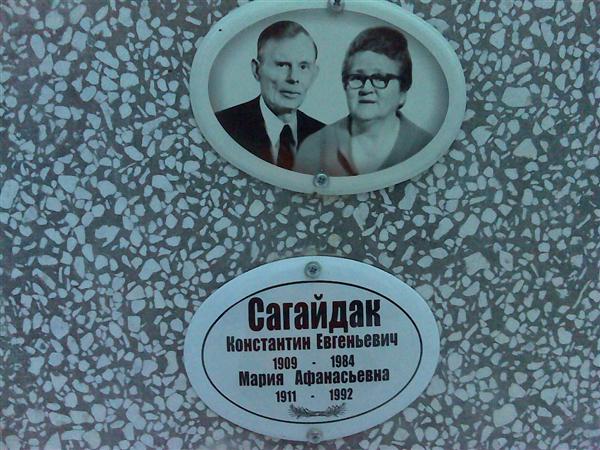 Сагайдак
Константин Евгеньевич
1909 - 1984
Мария Афанасьевна
1911 - 1992